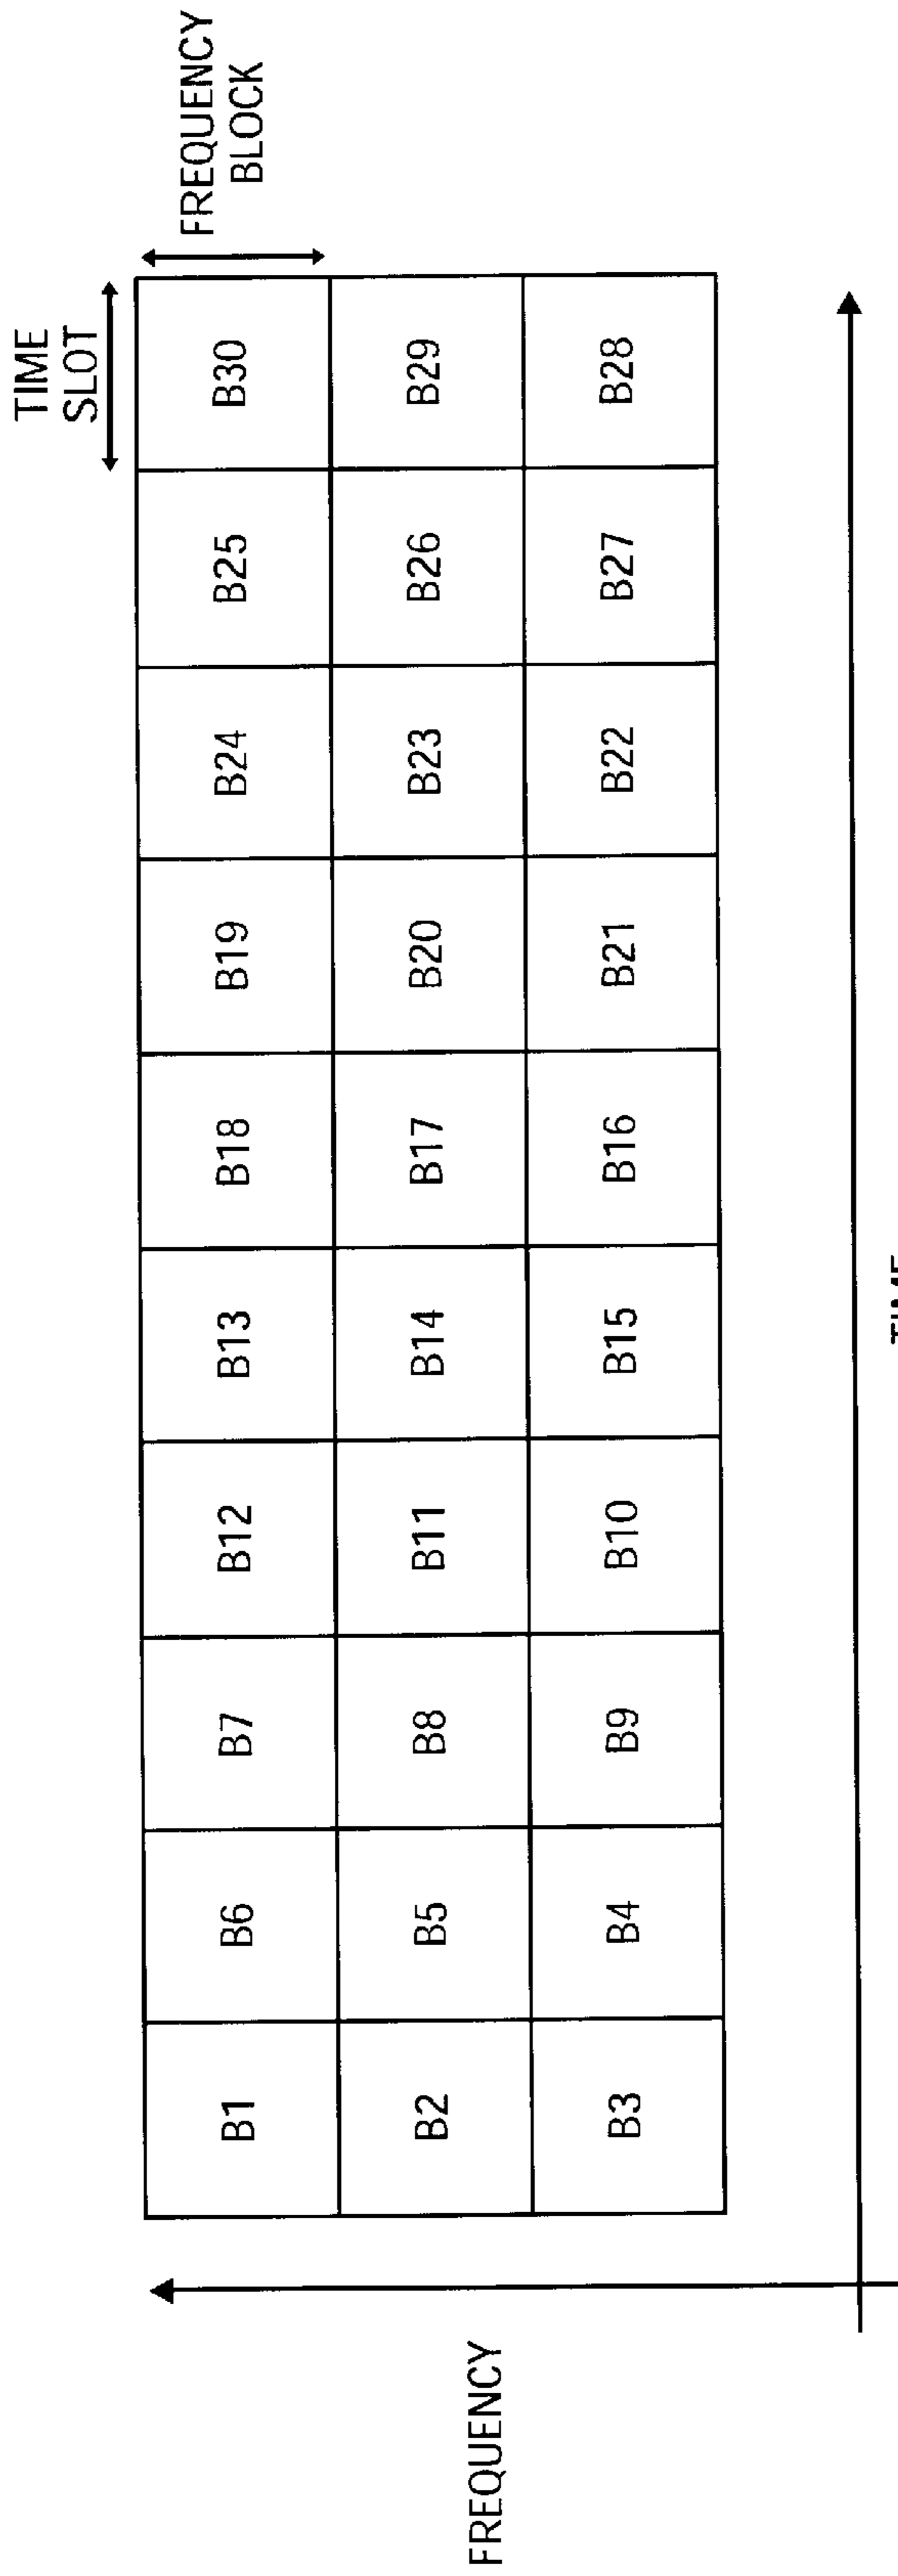 TIME
SLOT
FREQUENCY
BLOCK
B1 B6 B7 B12 B13 B18 B19 B24 B25 B30
B2 B5 B8 B11 B14 B17 B20 B23 B26 B29
B3 B4 B9 B10 B15 B16 B21 B22 B27 B28
FREQUENCY
TIME